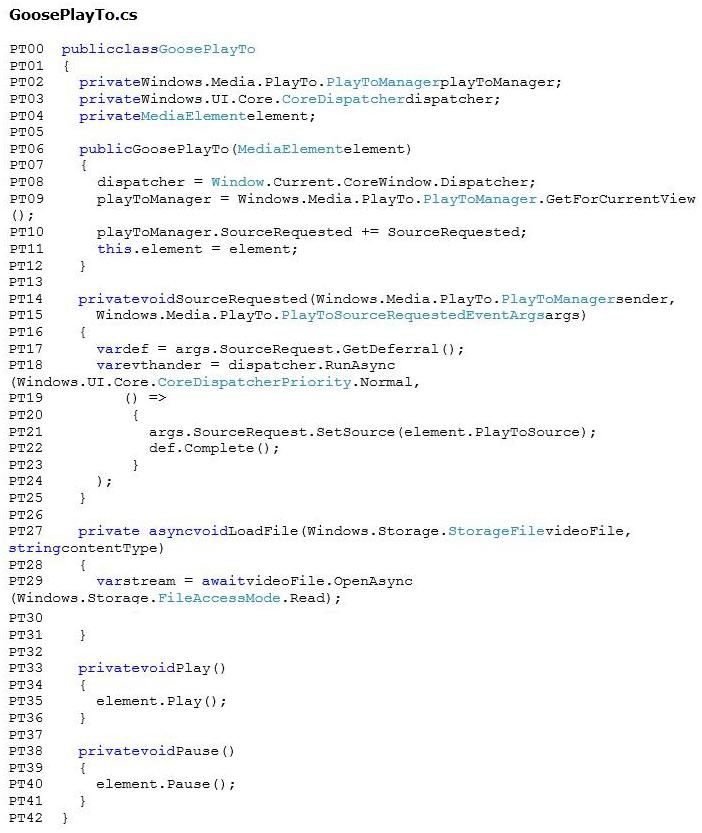 GoosePlayTo.cs
PT00 publicclassGoosePlayTo
PT01 {
PT02 privateWindows.Media.PlayTo.PlayToManagerplayToManager;
PT03 privateWindows.UI.Core.CoreDispatcherdispatcher;
PT04 privateMediaElementelement;
PT05
PT06 publicGoosePlayTo(MediaElementelement)
PT07 {
PT08 dispatcher = Window.Current.CoreWindow.Dispatcher;
PT09 playToManager = Windows.Media.PlayTo.PlayToManager.GetForCurrentView
();
PT10 playToManager.SourceRequested += SourceRequested;
PT11 this.element = element;
PT12 }
PT13
PT14 privatevoidSourceRequested(Windows.Media.PlayTo.PlayToManagersender,
PT15 Windows.Media.PlayTo.PlayToSourceRequestedEventArgsargs)
PT16 {
PT17 vardef = args.SourceRequest.GetDeferral();
PT18 varevthander = dispatcher.RunAsync
(Windows.UI.Core.CoreDispatcherPriority.Normal,
PT19 () =>
PT20 {
PT21 args.SourceRequest.SetSource(element.PlayToSource);
PT22 def.Complete();
PT23 }
PT24 );
PT25 }
PT26
PT27 private asyncvoidLoadFile(Windows.Storage.StorageFilevideoFile,
stringcontentType)
PT28 {
PT29 varstream = awaitvideoFile.OpenAsync
(Windows.Storage.FileAccessMode.Read);
PT30
PT31 }
PT32
PT33 privatevoidPlay()
PT34 {
PT35 element.Play();
PT36 }
PT37
PT38 privatevoidPause()
PT39 {
PT40 element.Pause();
PT41 }
PT42 }